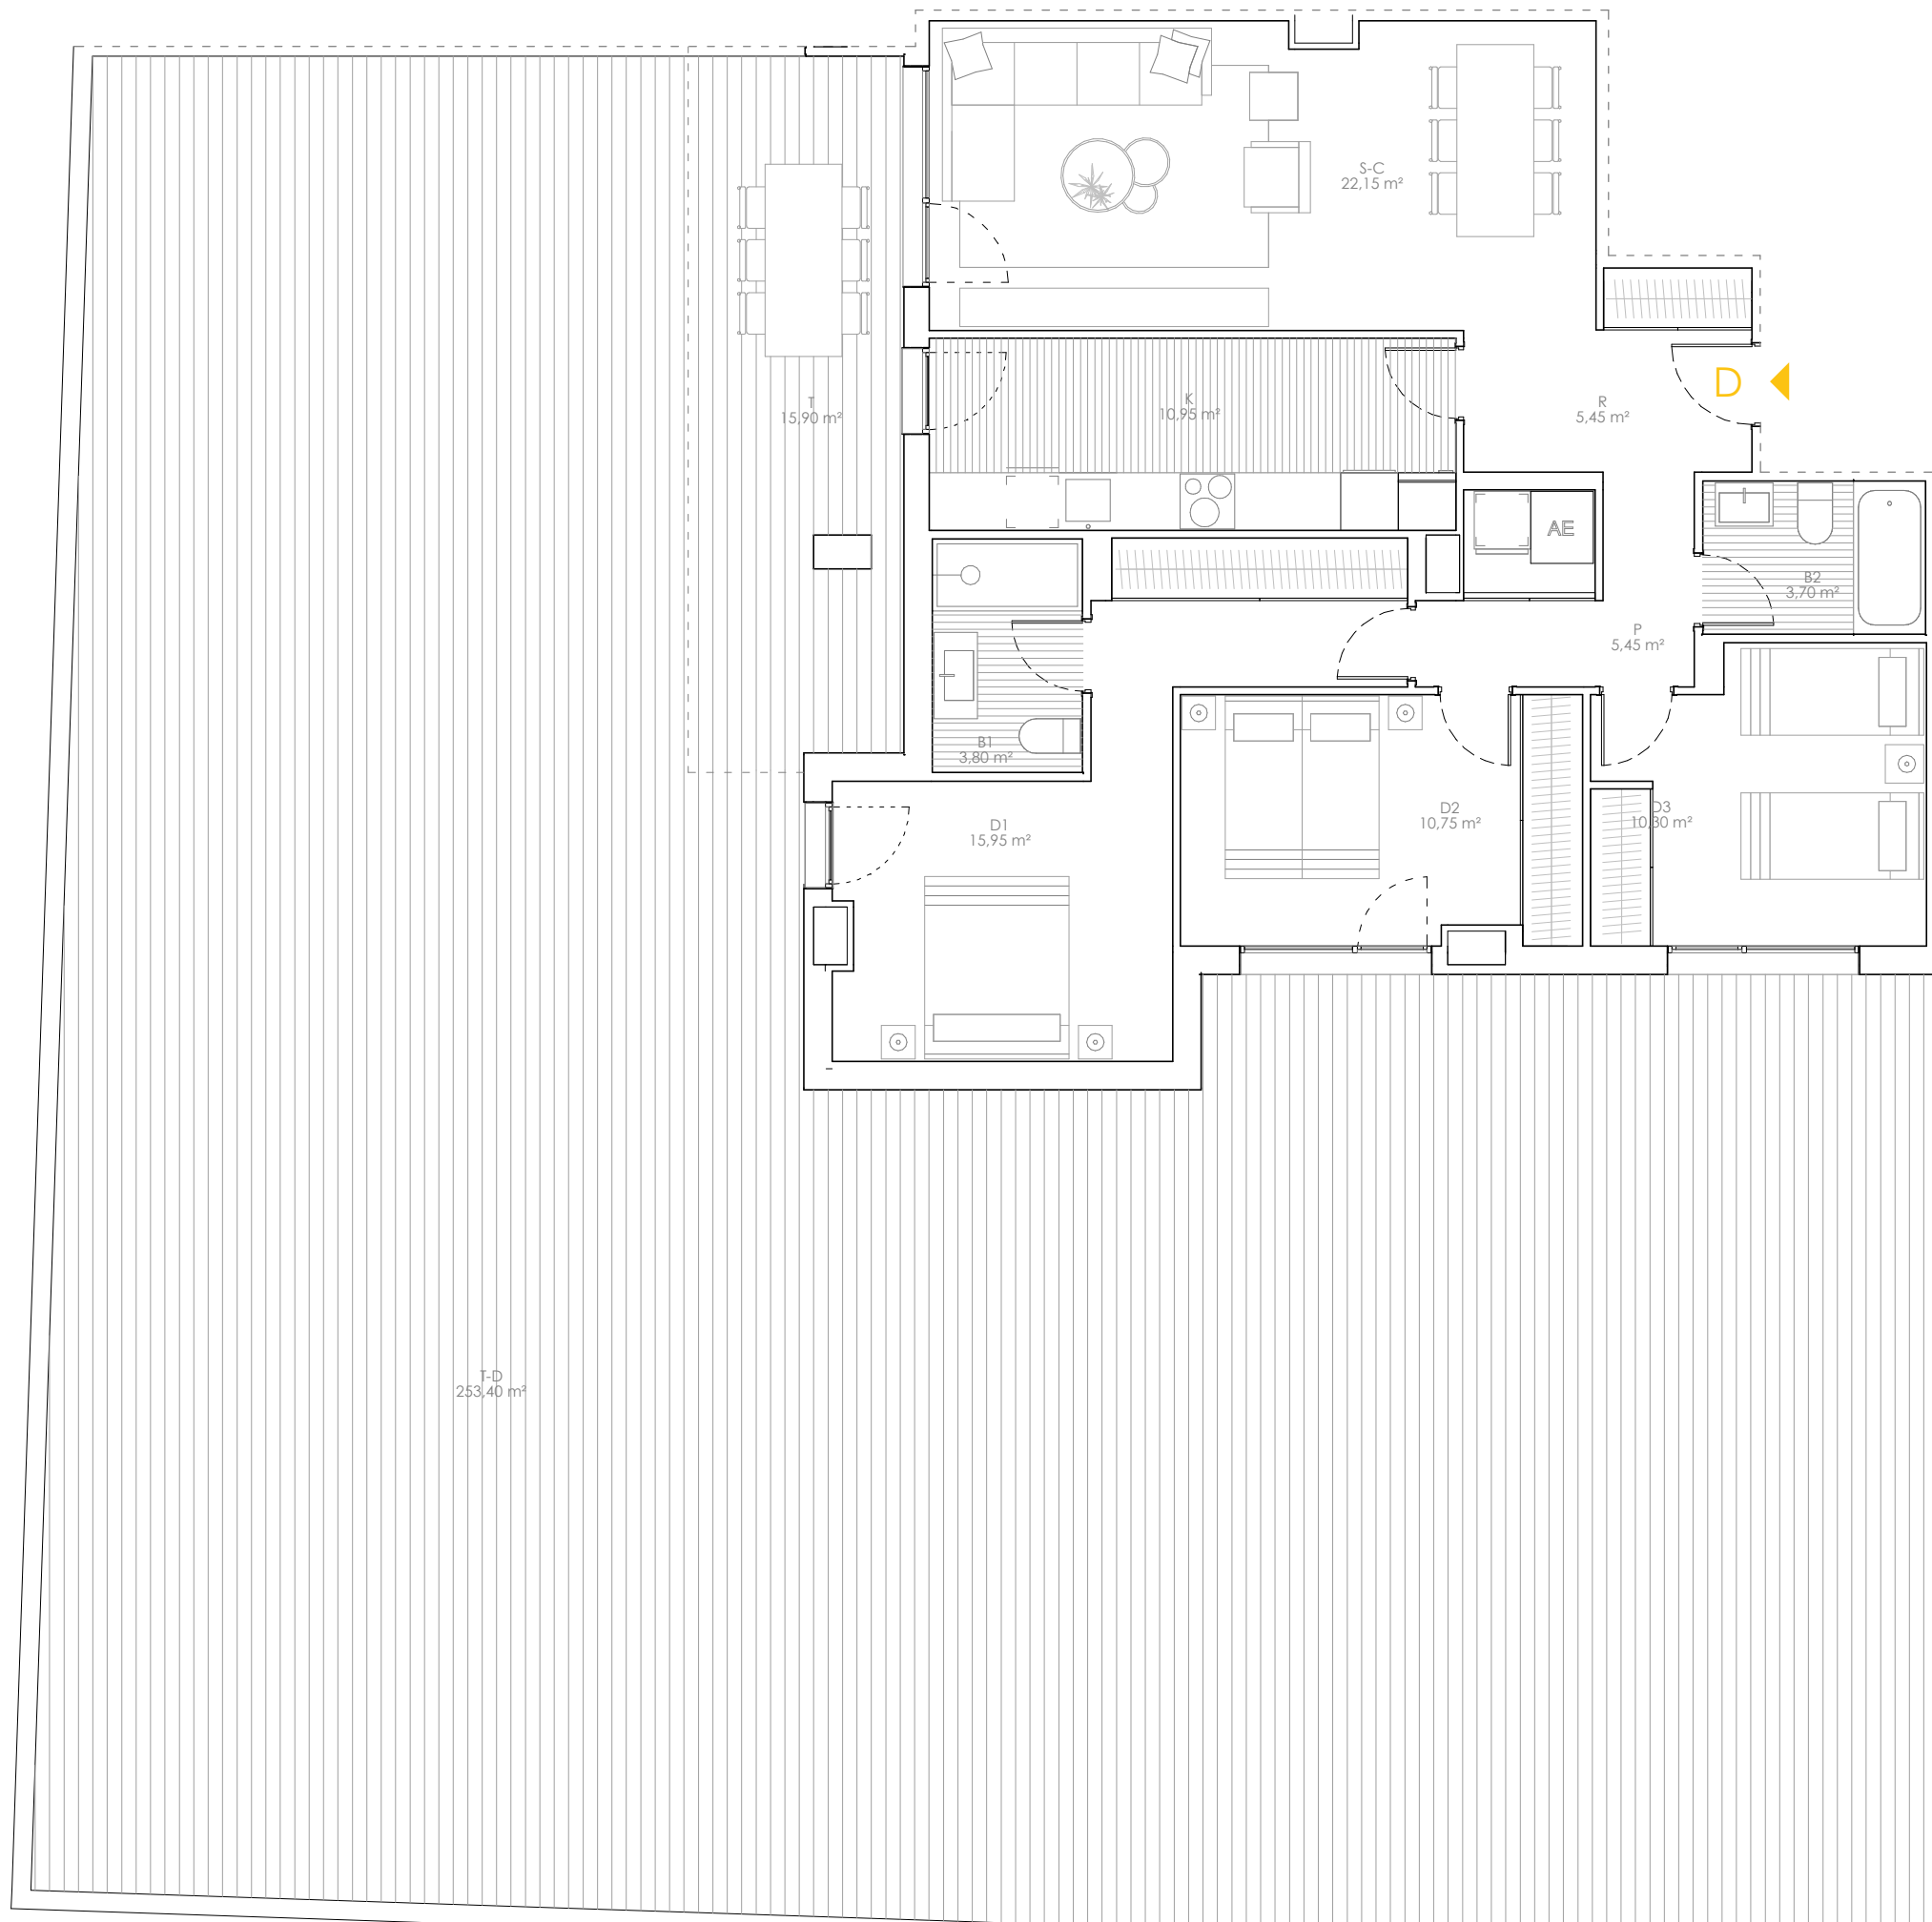 S-C
22,15 m²
D
T
15,90 m²
K
10,95 m²
R
5,45 m²
AE
B2
3,70 m²
P
5,45 m²
B1
3,80 m²
D1
15,95 m²
D2
10,75 m²
D3
10,30 m²
T-D
253,40 m²